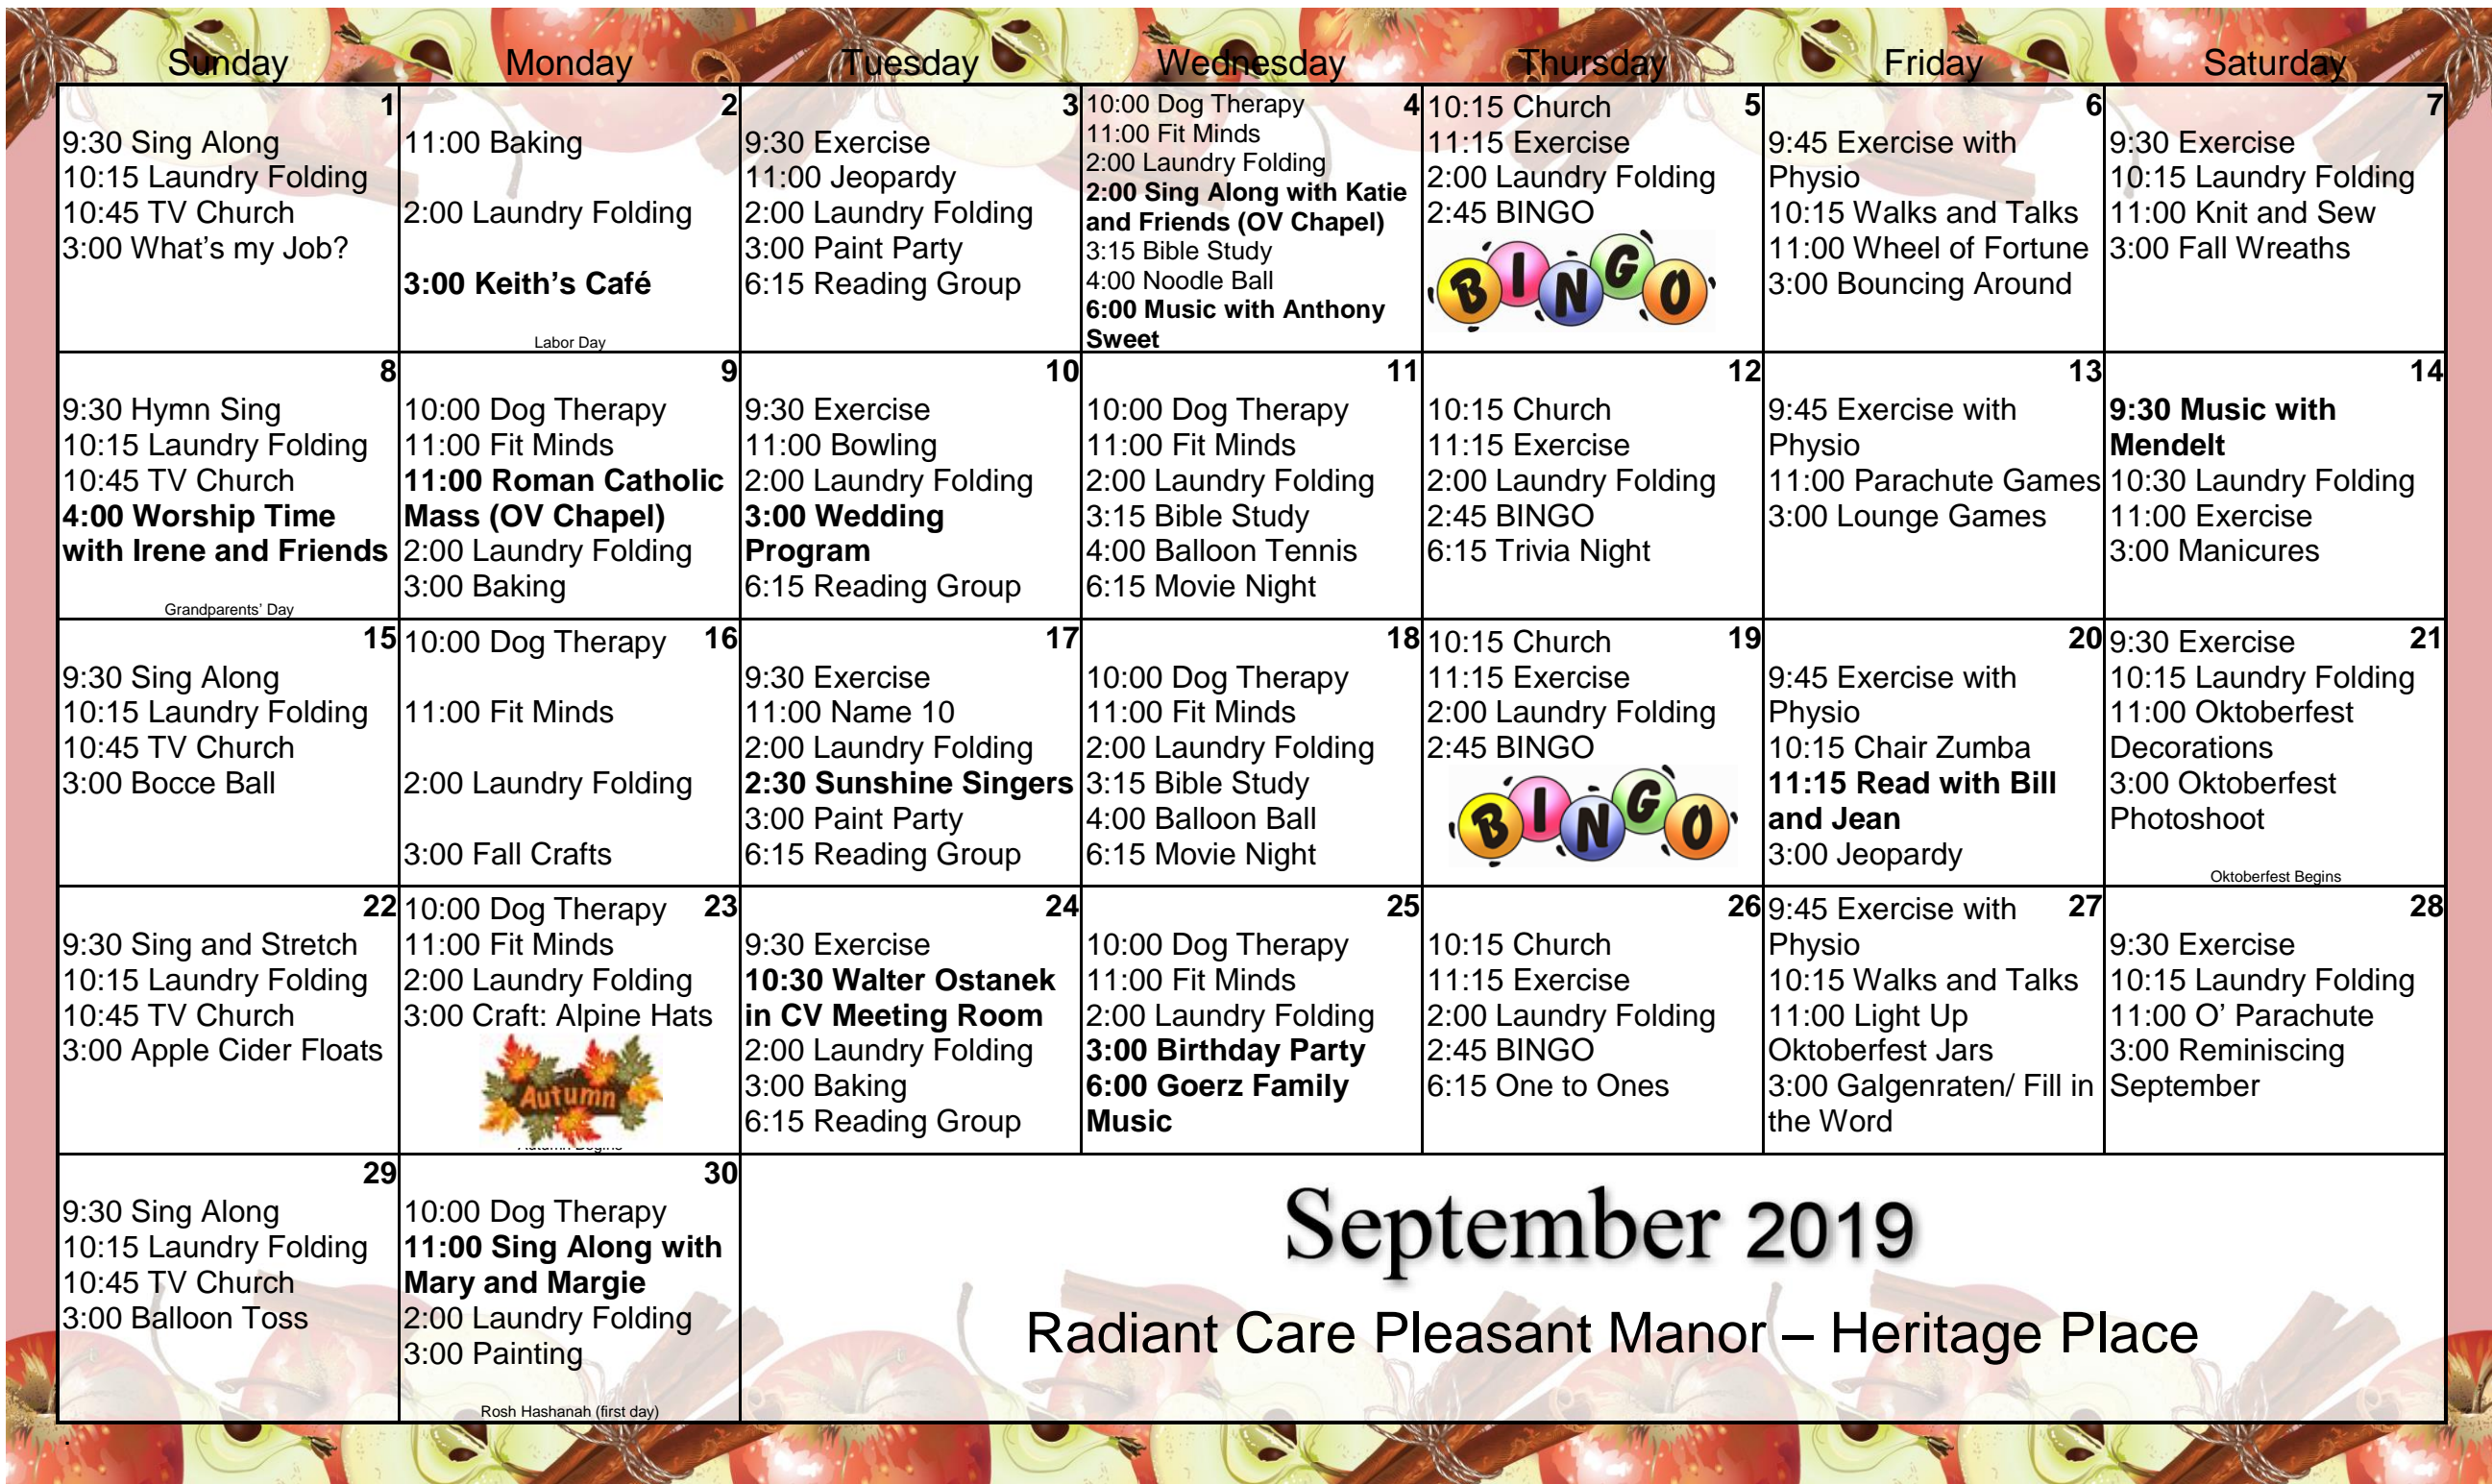 Sunday Monday Tuesday Wednesday Thursday Friday Saturday
1
9:30 Sing Along
10:15 Laundry Folding
10:45 TV Church
3:00 What's my Job?
2
11:00 Baking
2:00 Laundry Folding
3:00 Keith's Café
Labor Day
3
9:30 Exercise
11:00 Jeopardy
2:00 Laundry Folding
3:00 Paint Party
6:15 Reading Group
10:00 Dog Therapy 4
11:00 Fit Minds
2:00 Laundry Folding
2:00 Sing Along with Katie
and Friends (OV Chapel)
3:15 Bible Study
4:00 Noodle Ball
6:00 Music with Anthony
Sweet
10:15 Church 5
11:15 Exercise
2:00 Laundry Folding
2:45 BINGO
BINGO
6
9:45 Exercise with
Physio
10:15 Walks and Talks
11:00 Wheel of Fortune
3:00 Bouncing Around
7
9:30 Exercise
10:15 Laundry Folding
11:00 Knit and Sew
3:00 Fall Wreaths
8
9:30 Hymn Sing
10:15 Laundry Folding
10:45 TV Church
4:00 Worship Time
with Irene and Friends
Grandparents' Day
9
10:00 Dog Therapy
11:00 Fit Minds
11:00 Roman Catholic
Mass (OV Chapel)
2:00 Laundry Folding
3:00 Baking
10
9:30 Exercise
11:00 Bowling
2:00 Laundry Folding
3:00 Wedding
Program
6:15 Reading Group
11
10:00 Dog Therapy
11:00 Fit Minds
2:00 Laundry Folding
3:15 Bible Study
4:00 Balloon Tennis
6:15 Movie Night
12
10:15 Church
11:15 Exercise
2:00 Laundry Folding
2:45 BINGO
6:15 Trivia Night
13
9:45 Exercise with
Physio
11:00 Parachute Games
3:00 Lounge Games
14
9:30 Music with
Mendelt
10:30 Laundry Folding
11:00 Exercise
3:00 Manicures
15
9:30 Sing Along
10:15 Laundry Folding
10:45 TV Church
3:00 Bocce Ball
10:00 Dog Therapy 16
11:00 Fit Minds
2:00 Laundry Folding
3:00 Fall Crafts
17
9:30 Exercise
11:00 Name 10
2:00 Laundry Folding
2:30 Sunshine Singers
3:00 Paint Party
6:15 Reading Group
18
10:00 Dog Therapy
11:00 Fit Minds
2:00 Laundry Folding
3:15 Bible Study
4:00 Balloon Ball
6:15 Movie Night
10:15 Church 19
11:15 Exercise
2:00 Laundry Folding
2:45 BINGO
BINGO
20
9:45 Exercise with
Physio
10:15 Chair Zumba
11:15 Read with Bill
and Jean
3:00 Jeopardy
9:30 Exercise 21
10:15 Laundry Folding
11:00 Oktoberfest
Decorations
3:00 Oktoberfest
Photoshoot
Oktoberfest Begins
22
9:30 Sing and Stretch
10:15 Laundry Folding
10:45 TV Church
3:00 Apple Cider Floats
10:00 Dog Therapy 23
11:00 Fit Minds
2:00 Laundry Folding
3:00 Craft: Alpine Hats
Autumn
Autumn Begins
24
9:30 Exercise
10:30 Walter Ostanek
in CV Meeting Room
2:00 Laundry Folding
3:00 Baking
6:15 Reading Group
25
10:00 Dog Therapy
11:00 Fit Minds
2:00 Laundry Folding
3:00 Birthday Party
6:00 Goerz Family
Music
26
10:15 Church
11:15 Exercise
2:00 Laundry Folding
2:45 BINGO
6:15 One to Ones
9:45 Exercise with 27
Physio
10:15 Walks and Talks
11:00 Light Up
Oktoberfest Jars
3:00 Galgenraten/ Fill in
the Word
28
9:30 Exercise
10:15 Laundry Folding
11:00 O' Parachute
3:00 Reminiscing
September
29
9:30 Sing Along
10:15 Laundry Folding
10:45 TV Church
3:00 Balloon Toss
30
10:00 Dog Therapy
11:00 Sing Along with
Mary and Margie
2:00 Laundry Folding
3:00 Painting
Rosh Hashanah (first day)
September 2019
Radiant Care Pleasant Manor – Heritage Place